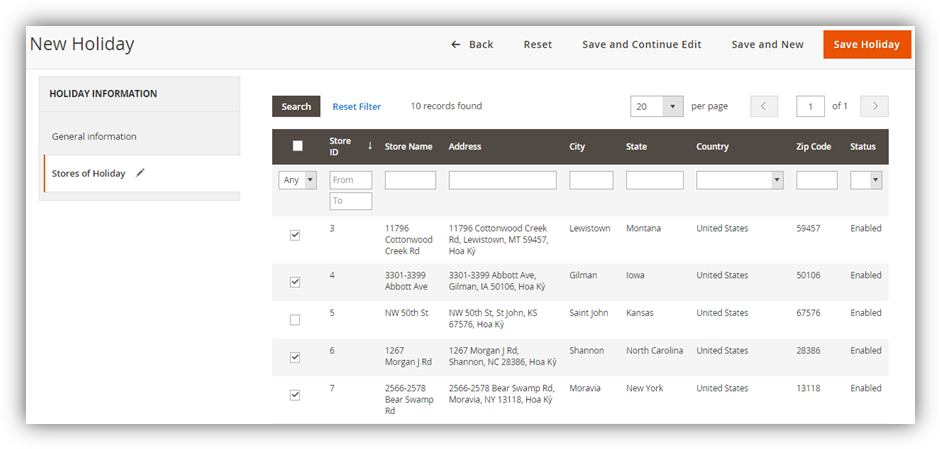 New Holiday
Back Reset Save and Continue Edit Save and New Save Holiday
HOLIDAY INFORMATION
General information
Stores of Holiday
Search Reset Filter 10 records found 20 per page 1 of 1
Store ID ↓ Store Name Address City State Country Zip Code Status
Any From
To
3 11796 Cottonwood Creek Rd 11796 Cottonwood Creek Rd, Lewistown, MT 59457, Hoa Kỳ Lewistown Montana United States 59457 Enabled
4 3301-3399 Abbott Ave 3301-3399 Abbott Ave, Gilman, IA 50106, Hoa Kỳ Gilman Iowa United States 50106 Enabled
5 NW 50th St NW 50th St, St John, KS 67576, Hoa Kỳ Saint John Kansas United States 67576 Enabled
6 1267 Morgan J Rd 1267 Morgan J Rd, Shannon, NC 28386, Hoa Kỳ Shannon North Carolina United States 28386 Enabled
7 2566-2578 Bear Swamp Rd 2566-2578 Bear Swamp Rd, Moravia, NY 13118, Hoa Kỳ Moravia New York United States 13118 Enabled